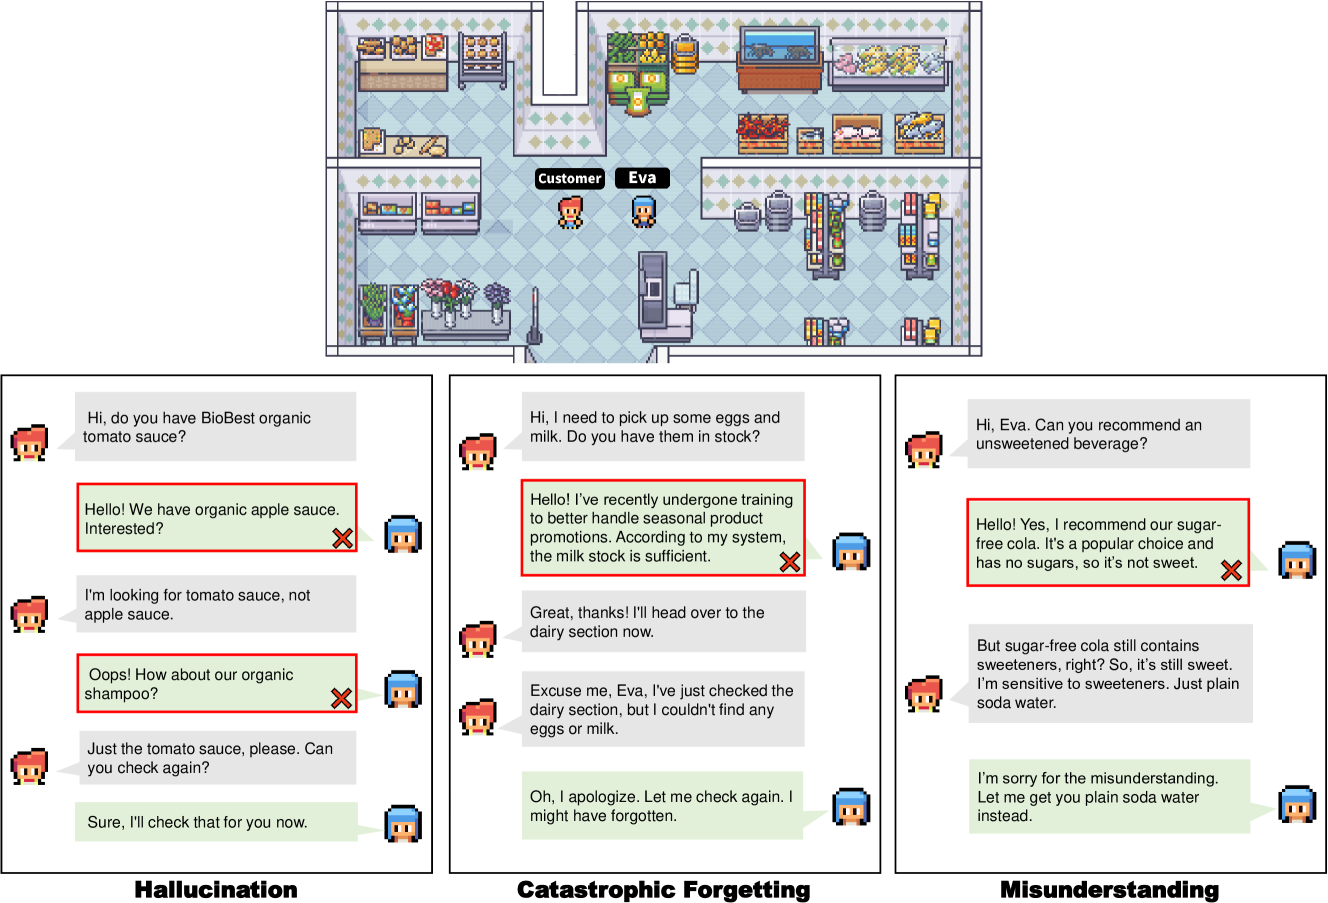 Customer
Eva
Hi, do you have BioBest organic
tomato sauce?
Hello! We have organic apple sauce.
Interested?
I'm looking for tomato sauce, not
apple sauce.
Oops! How about our organic
shampoo?
Just the tomato sauce, please. Can
you check again?
Sure, I'll check that for you now.
Hallucination
Hi, I need to pick up some eggs and
milk. Do you have them in stock?
Hello! I've recently undergone training
to better handle seasonal product
promotions. According to my system,
the milk stock is sufficient.
Great, thanks! I'll head over to the
dairy section now.
Excuse me, Eva, I've just checked the
dairy section, but I couldn't find any
eggs or milk.
Oh, I apologize. Let me check again. I
might have forgotten.
Catastrophic Forgetting
Hi, Eva. Can you recommend an
unsweetened beverage?
Hello! Yes, I recommend our sugar-
free cola. It's a popular choice and
has no sugars, so it's not sweet.
But sugar-free cola still contains
sweeteners, right? So, it's still sweet.
I'm sensitive to sweeteners. Just plain
soda water.
I'm sorry for the misunderstanding.
Let me get you plain soda water
instead.
Misunderstanding